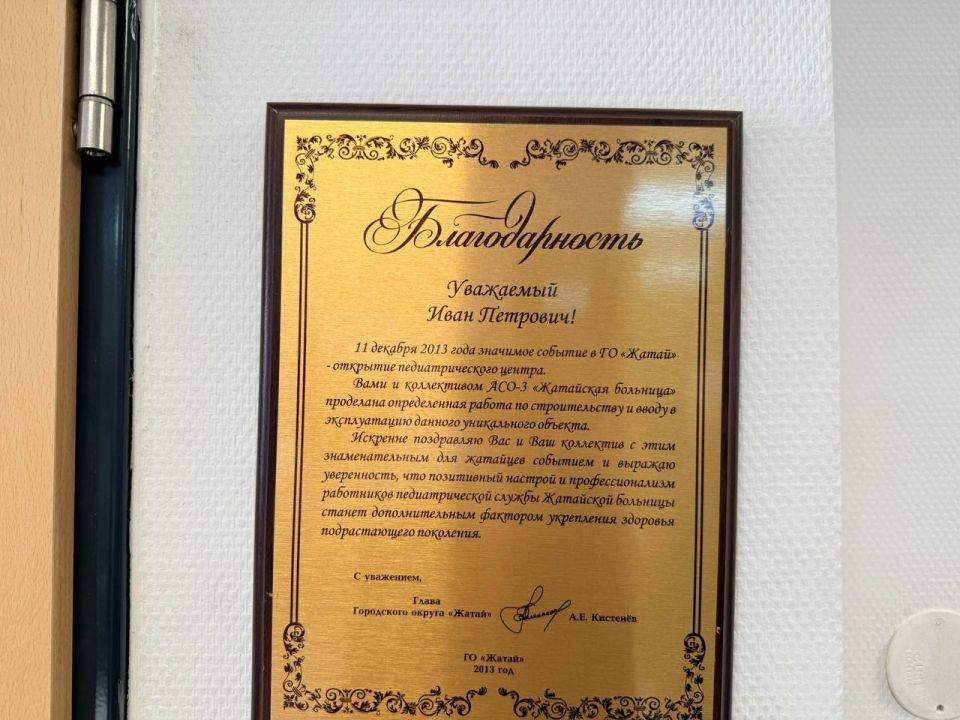 Благодарность
Уважаемый
Иван Петрович!
11 декабря 2013 года значимое событие в ГО «Жатай»
- открытие педиатрического центра.
Вами и коллективом АСО-3 «Жатайская больница»
проделана определенная работа по строительству и вводу в
эксплуатацию данного уникального объекта.
Искренне поздравляю Вас и Ваш коллектив с этим
знаменательным для жатайцев событием и выражаю
уверенность, что позитивный настрой и профессионализм
работников педиатрической службы Жатайской больницы
станет дополнительным фактором укрепления здоровья
подрастающего поколения.
С уважением,
Глава
Городского округа «Жатай»
А.Е. Кистенёв
ГО «Жатай»
2013 год